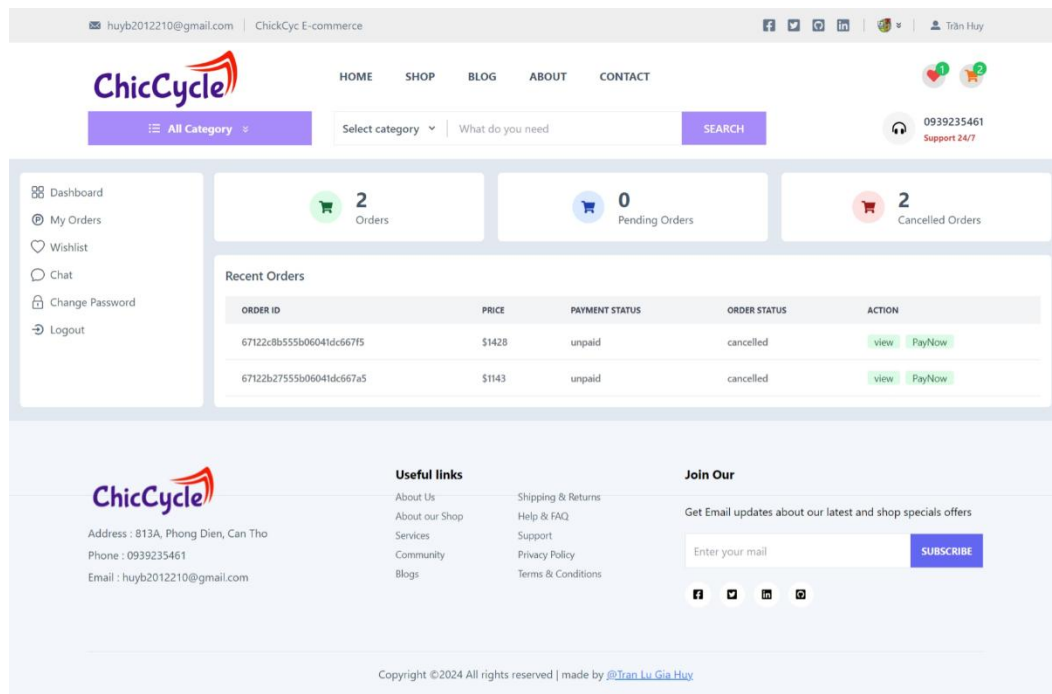 huyb2012210@gmail.com ChickCyc E-commerce Trần Huy
ChicCycle
HOME SHOP BLOG ABOUT CONTACT
1 2
All Category
Select category What do you need SEARCH
0939235461
Support 24/7
Dashboard
My Orders
Wishlist
Chat
Change Password
Logout
2
Orders
0
Pending Orders
2
Cancelled Orders
Recent Orders
ORDER ID PRICE PAYMENT STATUS ORDER STATUS ACTION
67122c8b555b06041dc667f5 $1428 unpaid cancelled view PayNow
67122b27555b06041dc667a5 $1143 unpaid cancelled view PayNow
ChicCycle
Address : 813A, Phong Dien, Can Tho
Phone : 0939235461
Email : huyb2012210@gmail.com
Useful links
About Us
About our Shop
Services
Community
Blogs
Shipping & Returns
Help & FAQ
Support
Privacy Policy
Terms & Conditions
Join Our
Get Email updates about our latest and shop specials offers
Enter your mail SUBSCRIBE
Copyright ©2024 All rights reserved | made by @Tran Lu Gia Huy